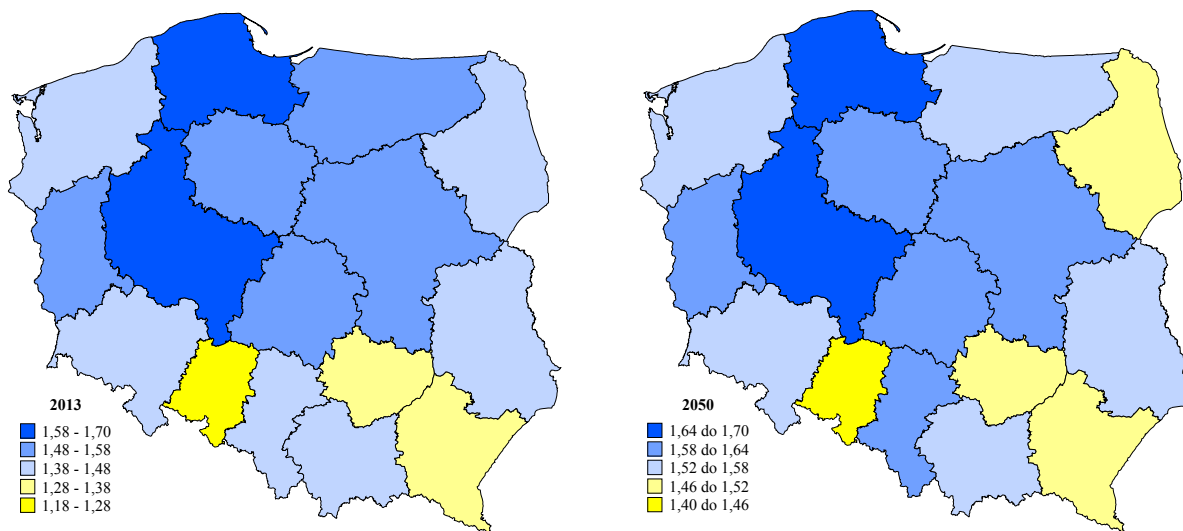 2013
1,58 - 1,70
1,48 - 1,58
1,38 - 1,48
1,28 - 1,38
1,18 - 1,28
2050
1,64 do 1,70
1,58 do 1,64
1,52 do 1,58
1,46 do 1,52
1,40 do 1,46